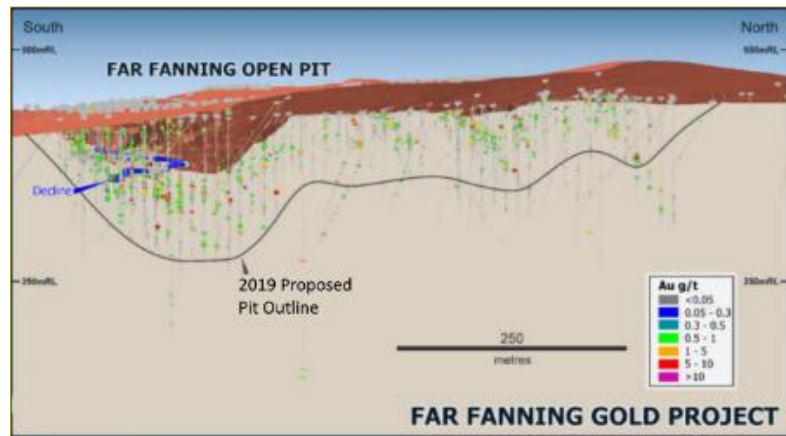 South
North
500mRL
500mRL
FAR FANNING OPEN PIT
Decline
250mRL
250mRL
2019 Proposed
Pit Outline
Au g/t
<0.05
0.05 - 0.3
0.3 - 0.5
0.5 - 1
1 - 5
5 - 10
>10
250
metres
FAR FANNING GOLD PROJECT